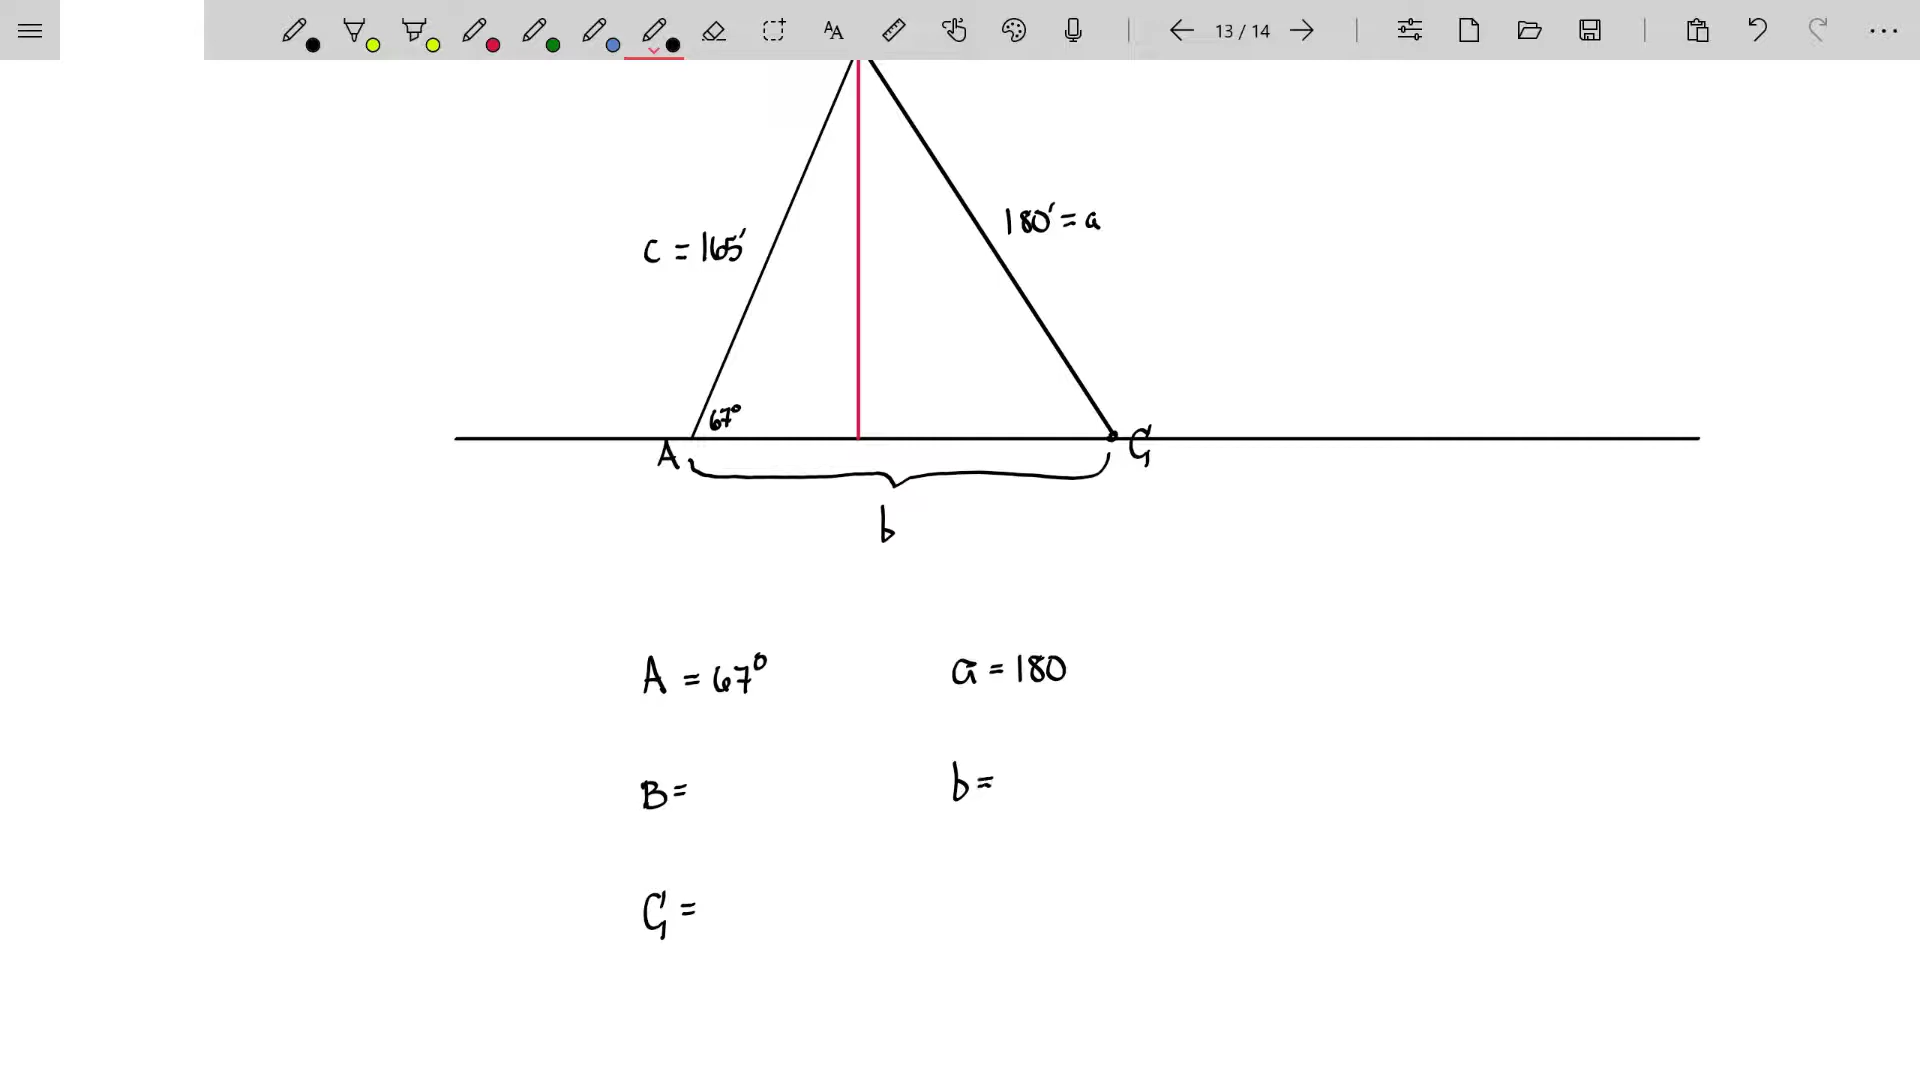 13 / 14
180' = a
c = 165'
67°
A
C
b
A = 67°
a = 180
B =
b =
C =